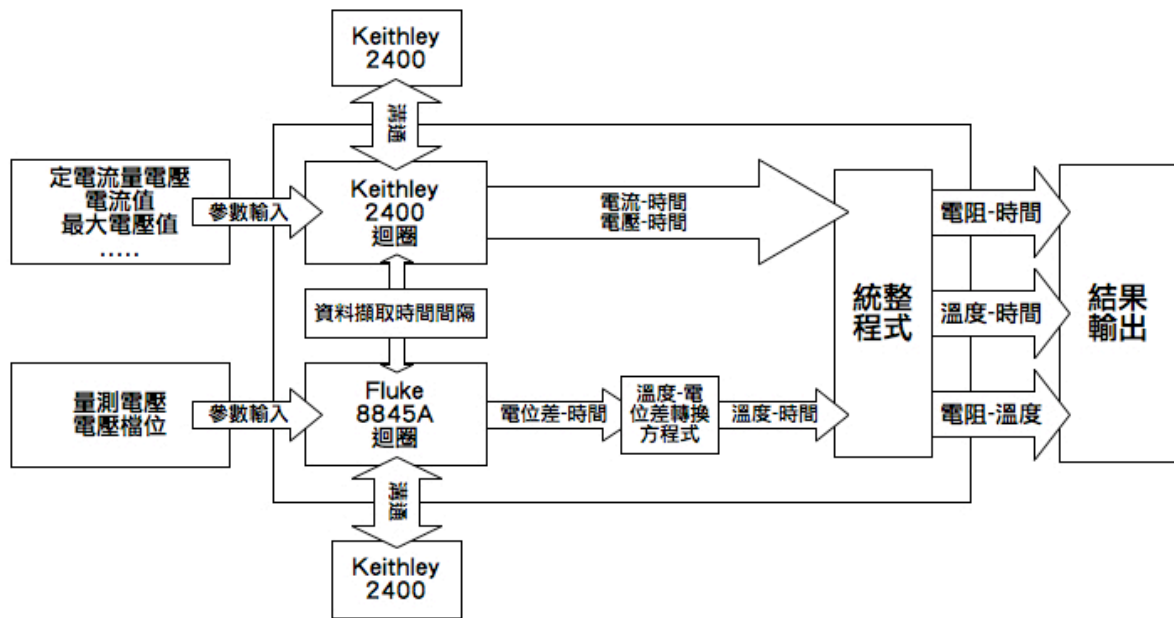 Keithley
2400
溝通
定電流量電壓
電流值
最大電壓值
.....
參數輸入
Keithley
2400
迴圈
電流-時間
電壓-時間
資料擷取時間間隔
量測電壓
電壓檔位
參數輸入
Fluke
8845A
迴圈
電位差-時間
溫度-電
位差轉換
方程式
溫度-時間
統整
程式
電阻-時間
溫度-時間
電阻-溫度
結果
輸出
溝通
Keithley
2400